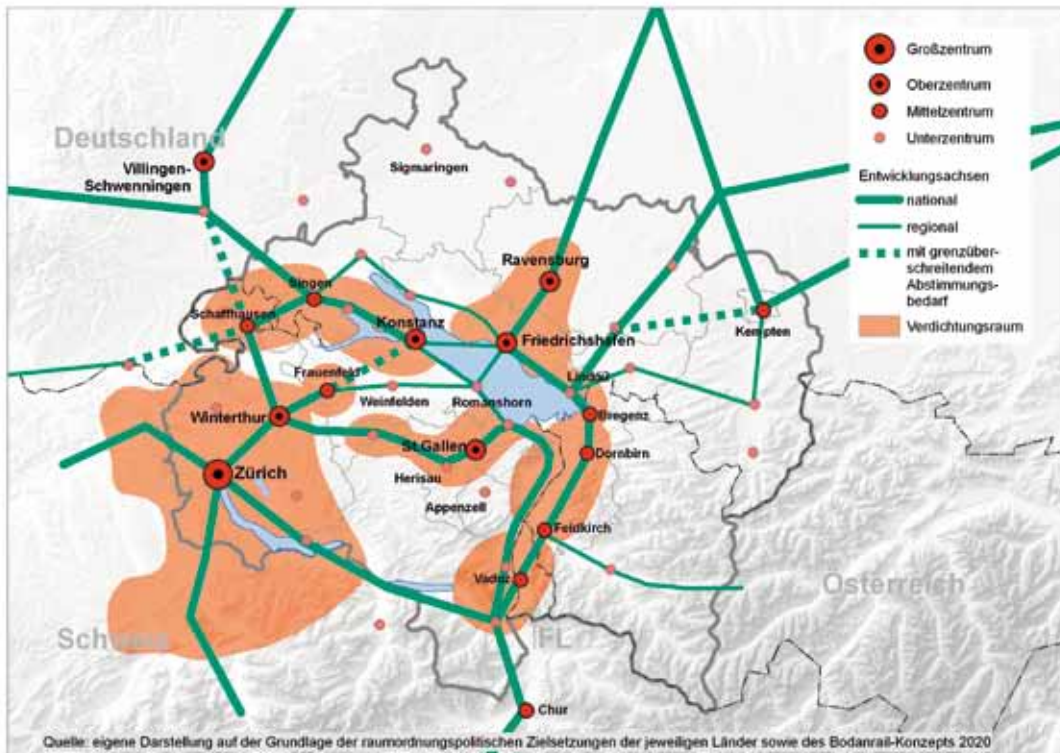 Großzentrum
Oberzentrum
Mittelzentrum
Unterzentrum
Entwicklungsachsen
national
regional
mit grenzüber-
schreitendem
Abstimmungs-
bedarf
Verdichtungsraum
Deutschland
Villingen-
Schwenningen
Sigmaringen
Ravensburg
Singen
Schaffhausen
Konstanz
Friedrichshafen
Kempten
Frauenfeld
Lindau
Weinfelden
Romanshorn
Winterthur
Bregenz
St.Gallen
Dornbirn
Zürich
Herisau
Appenzell
Feldkirch
Vaduz
Österreich
Schweiz
FL
Chur
Quelle: eigene Darstellung auf der Grundlage der raumordnungspolitischen Zielsetzungen der jeweiligen Länder sowie des Bodanrail-Konzepts 2020